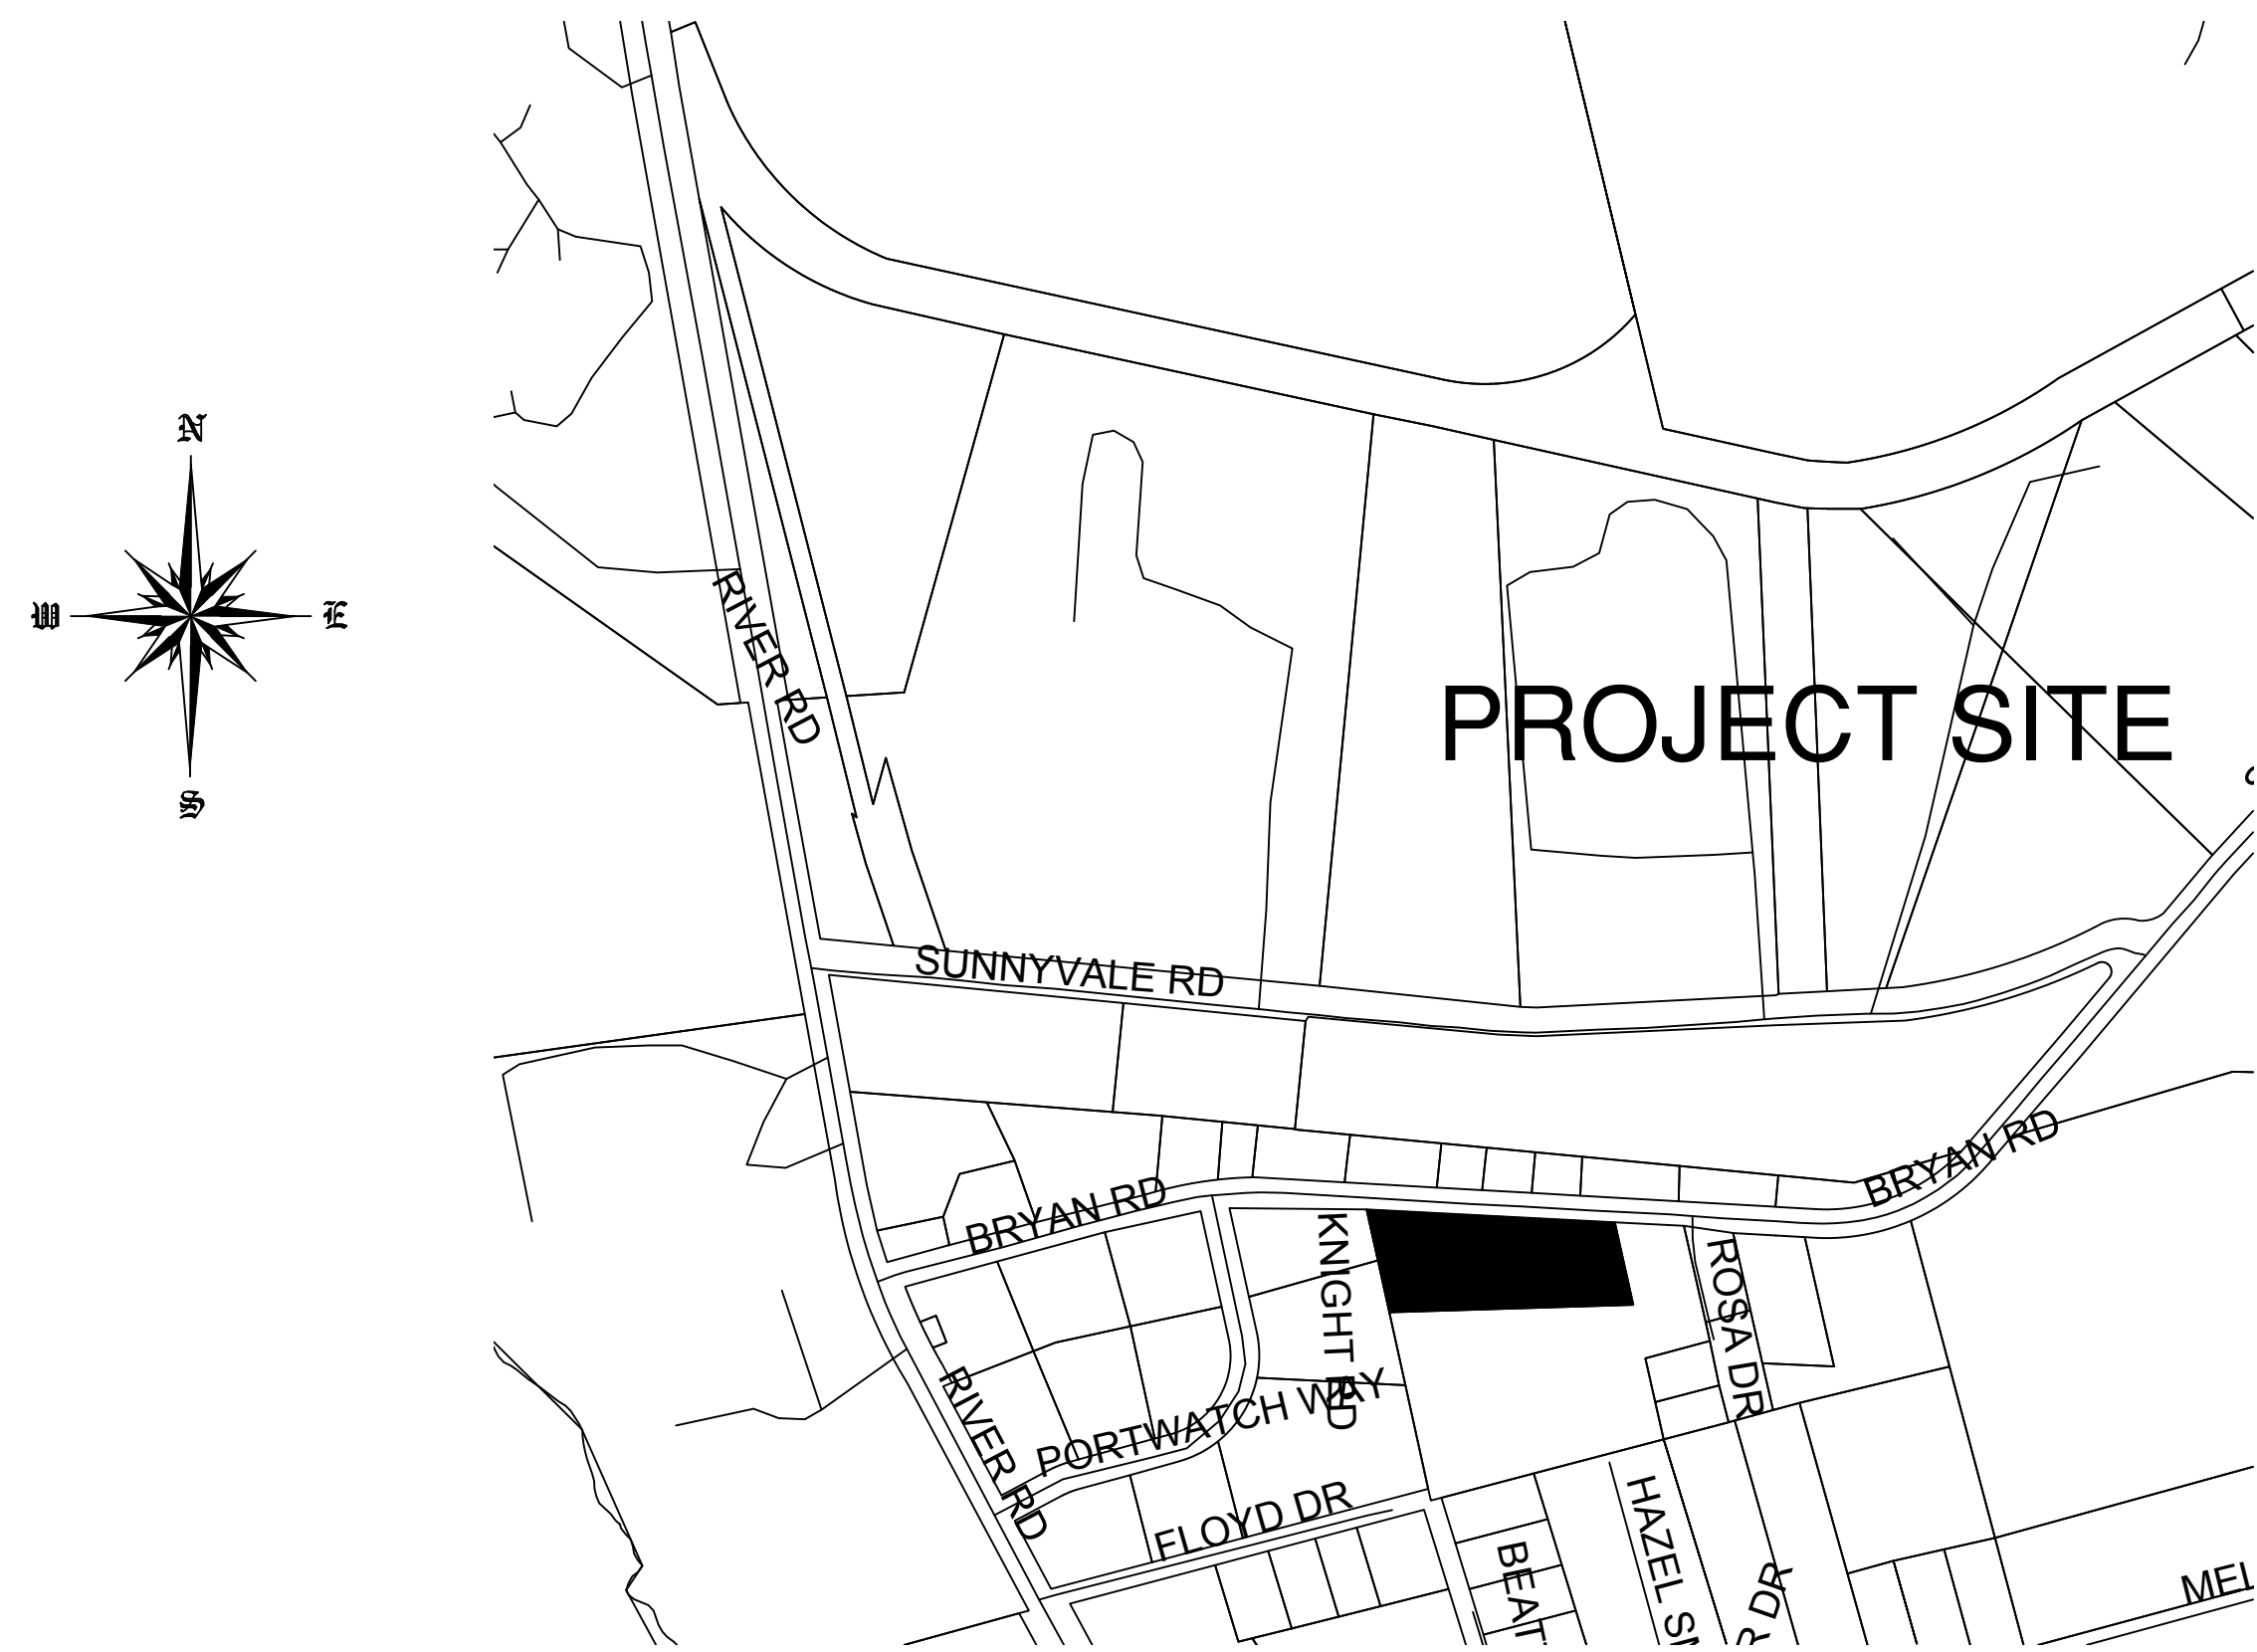 N
W
E
S
RIVER RD
PROJECT SITE
SUNNYVALE RD
BRYAN RD
BRYAN RD
KNIGHT RD
ROSA DR
RIVER RD
PORTWATCH WAY
FLOYD DR
HAZEL